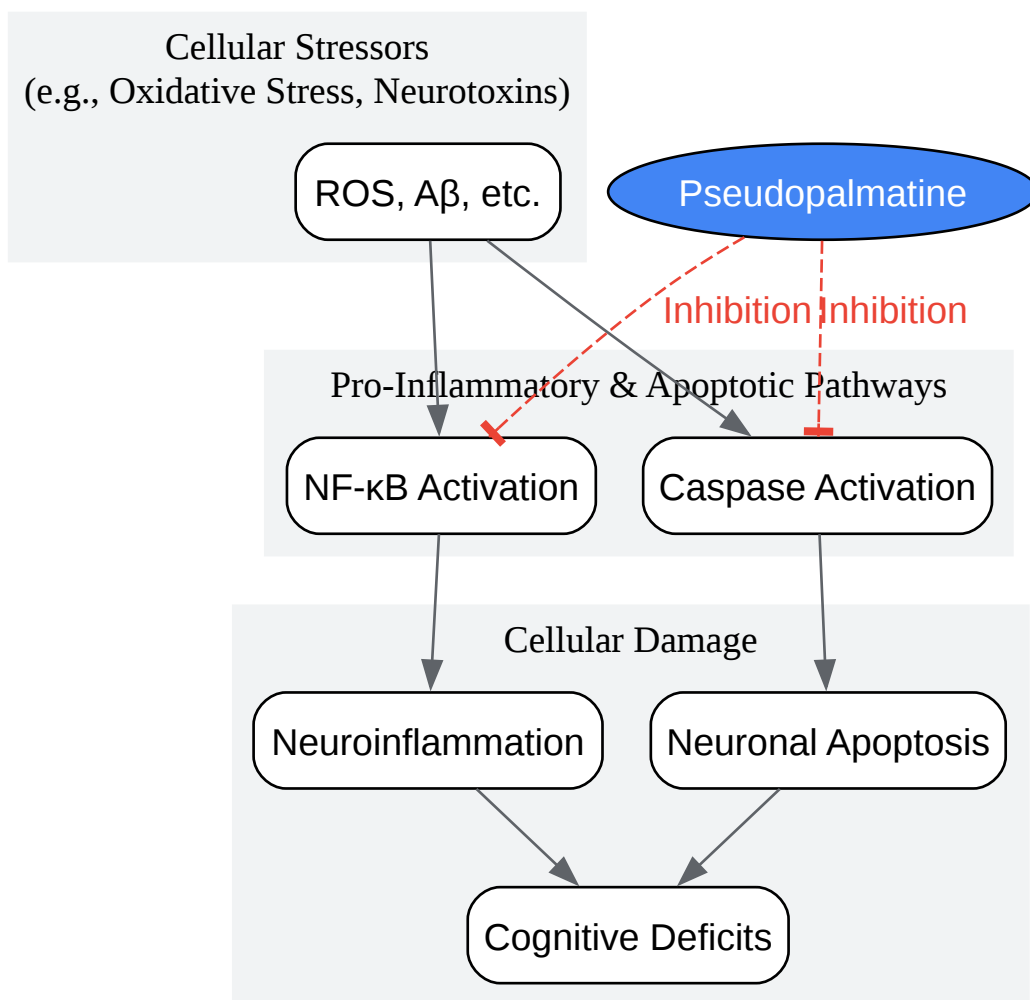 Cellular Stressors
(e.g., Oxidative Stress, Neurotoxins)
ROS, Aβ, etc.
Pseudopalmatine
Inhibition
Inhibition
Pro-Inflammatory & Apoptotic Pathways
NF-κB Activation
Caspase Activation
Cellular Damage
Neuroinflammation
Neuronal Apoptosis
Cognitive Deficits